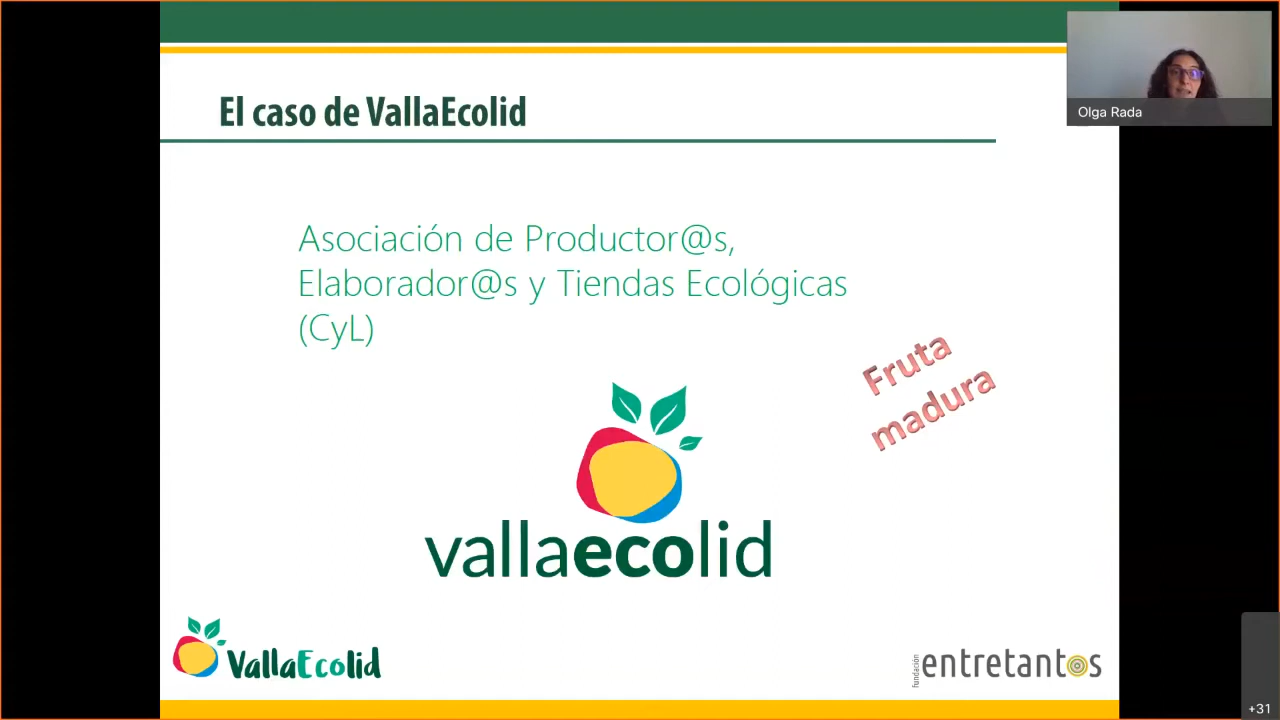 El caso de VallaEcolid
Olga Rada
Asociación de Productor@s,
Elaborador@s y Tiendas Ecológicas
(CyL)
Fruta
madura
vallaecolid
VallaEcolid
Fundación
entretantos
+31